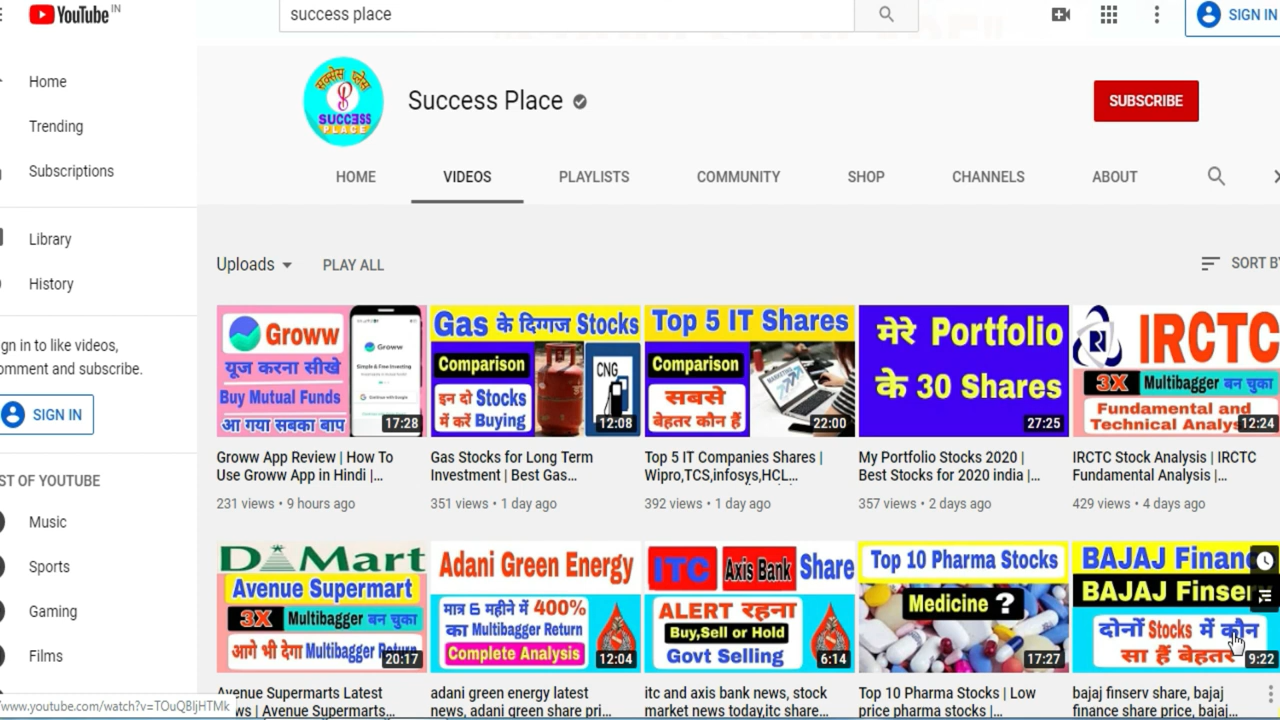 YouTube IN
success place
SIGN IN
Home
Trending
Subscriptions
Library
History
gn in to like videos,
omment and subscribe.
SIGN IN
ST OF YOUTUBE
Music
Sports
Gaming
Films
www.youtube.com/watch?v=TOuQBIjHTMk
सक्सेस प्लेस
SUCCESS
PLACE
Success Place
SUBSCRIBE
HOME
VIDEOS
PLAYLISTS
COMMUNITY
SHOP
CHANNELS
ABOUT
Uploads
PLAY ALL
SORT BY
Groww
यूज करना सीखे
Buy Mutual Funds
आ गया सबका बाप
Groww
Simple & Free Investing
Continue with Google
17:28
Groww App Review | How To
Use Groww App in Hindi |...
231 views • 9 hours ago
Gas के दिग्गज Stocks
Comparison
इन दो Stocks
में करें Buying
CNG
12:08
Gas Stocks for Long Term
Investment | Best Gas...
351 views • 1 day ago
Top 5 IT Shares
Comparison
सबसे
बेहतर कौन हैं
22:00
Top 5 IT Companies Shares |
Wipro,TCS,infosys,HCL...
392 views • 1 day ago
मेरे Portfolio
के 30 Shares
27:25
My Portfolio Stocks 2020 |
Best Stocks for 2020 india |...
357 views • 2 days ago
IRCTC
3X Multibagger बन चुका
Fundamental and
Technical Analys
12:24
IRCTC Stock Analysis | IRCTC
Fundamental Analysis |...
429 views • 4 days ago
DMart
Avenue Supermart
3X Multibagger बन चुका
आगे भी देगा Multibagger Return
20:17
Avenue Supermarts Latest
ws | Avenue Supermarts...
Adani Green Energy
मात्र 6 महीने में 400%
का Multibagger Return
Complete Analysis
12:04
adani green energy latest
news, adani green share pri...
ITC Axis Bank Share
ALERT रहना
Buy,Sell or Hold
Govt Selling
6:14
itc and axis bank news, stock
market news today,itc share...
Top 10 Pharma Stocks
Medicine ?
17:27
Top 10 Pharma Stocks | Low
price pharma stocks |...
BAJAJ Financ
BAJAJ Finser
दोनों Stocks में कौन
सा हैं बेहतर
9:22
bajaj finserv share, bajaj
finance share price, bajaj...